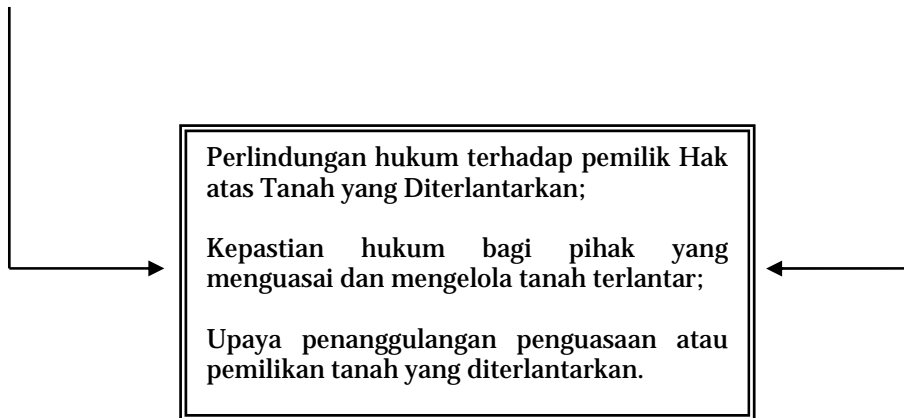 Perlindungan hukum terhadap pemilik Hak
atas Tanah yang Diterlantarkan;
Kepastian hukum bagi pihak yang
menguasai dan mengelola tanah terlantar;
Upaya penanggulangan penguasaan atau
pemilikan tanah yang diterlantarkan.